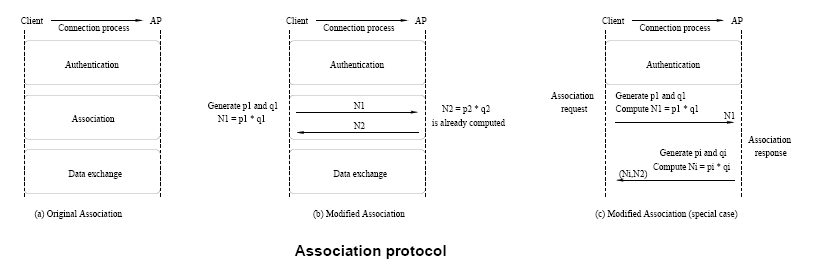 Client AP
Connection process
Authentication
Association
Data exchange
(a) Original Association
Client AP
Connection process
Authentication
Generate p1 and q1
N1 = p1 * q1
N1
N2
N2 = p2 * q2
is already computed
Data exchange
(b) Modified Association
Client AP
Connection process
Authentication
Association
request
Generate p1 and q1
Compute N1 = p1 * q1
N1
Association
response
Generate pi and qi
Compute Ni = pi * qi
(Ni,N2)
(c) Modified Association (special case)
Association protocol